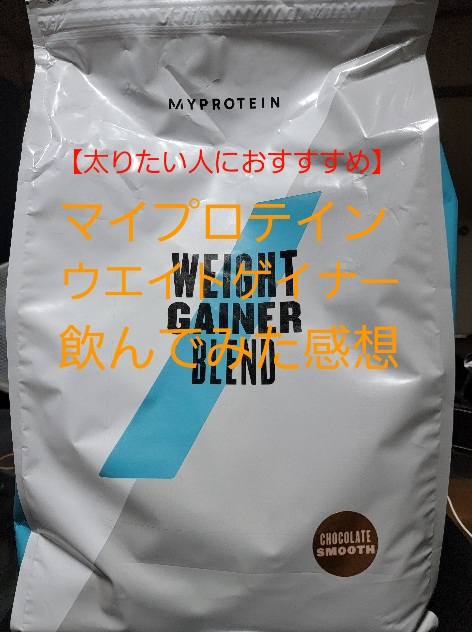 MYPROTEIN
【太りたい人におすすすめ】
マイプロテイン
ウエイトゲイナー
飲んでみた感想
WEIGHT
GAINER
BLEND
CHOCOLATE
SMOOTH